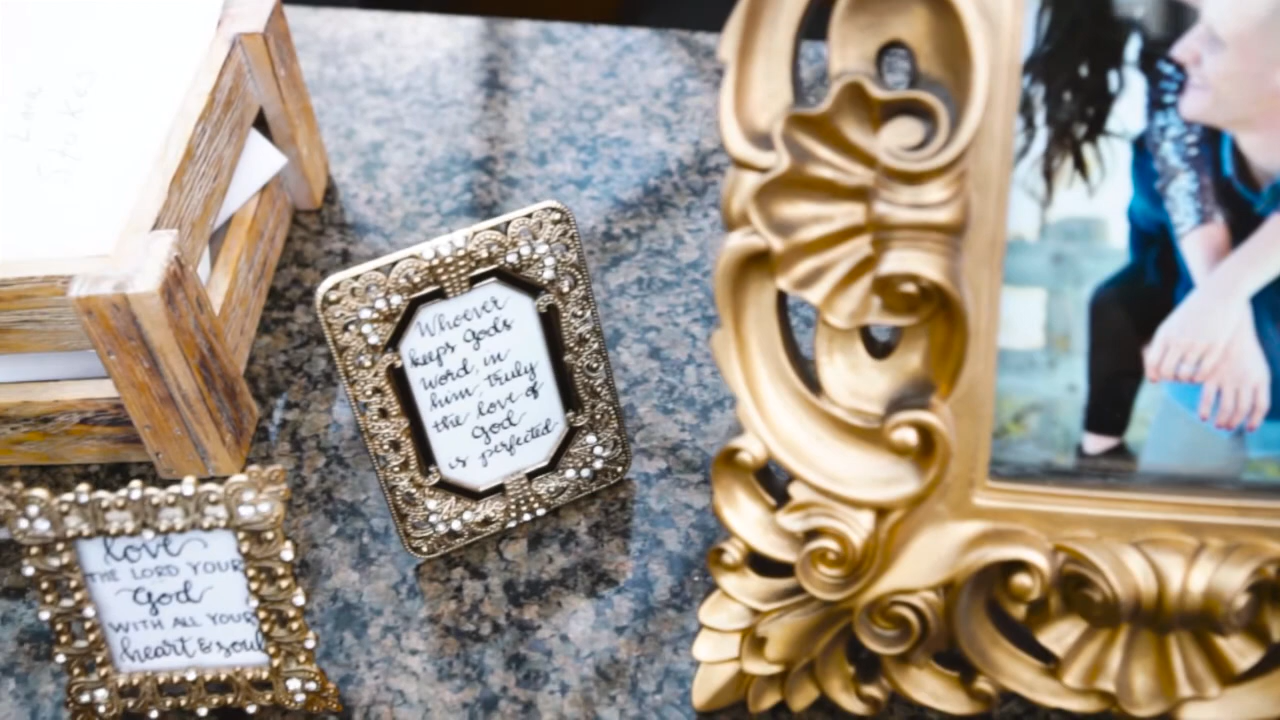 Whoever
keeps Gods
word, in
him, truly
the love of
God
is perfected
Love
THE LORD YOUR
God
WITH ALL YOUR
heart & soul